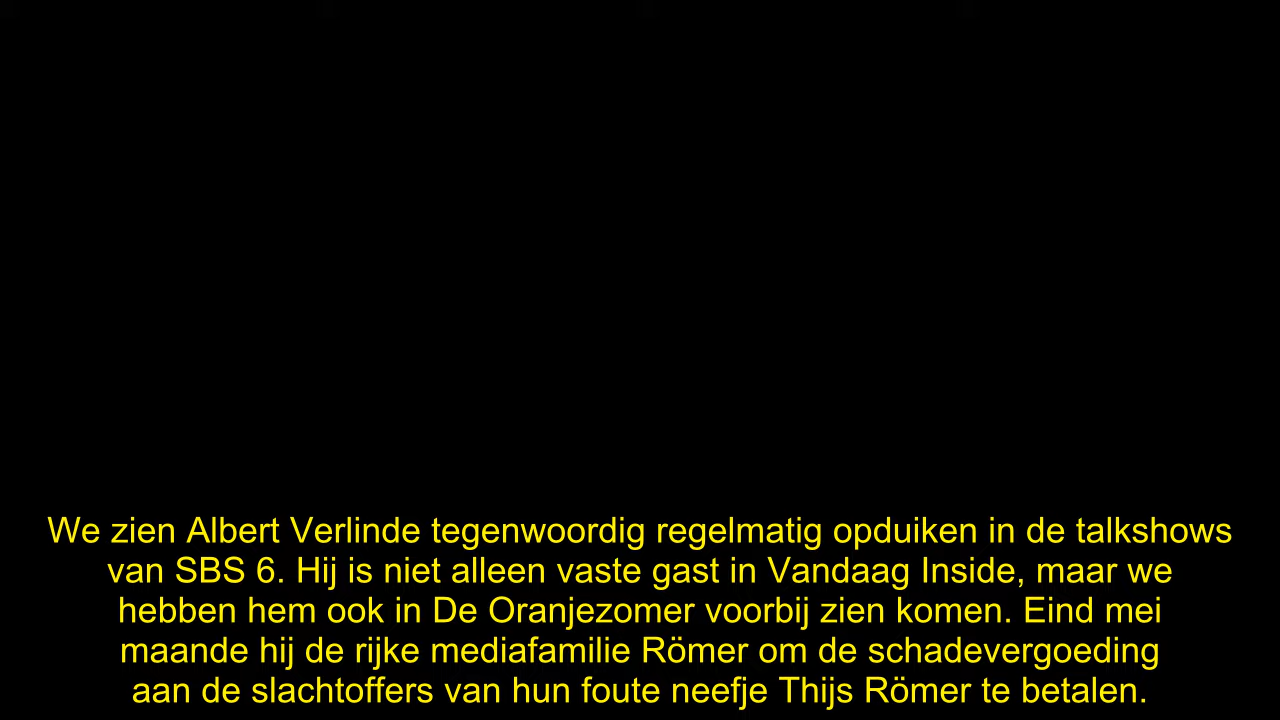 We zien Albert Verlinde tegenwoordig regelmatig opduiken in de talkshows
van SBS 6. Hij is niet alleen vaste gast in Vandaag Inside, maar we
hebben hem ook in De Oranjezomer voorbij zien komen. Eind mei
maande hij de rijke mediafamilie Römer om de schadevergoeding
aan de slachtoffers van hun foute neefje Thijs Römer te betalen.